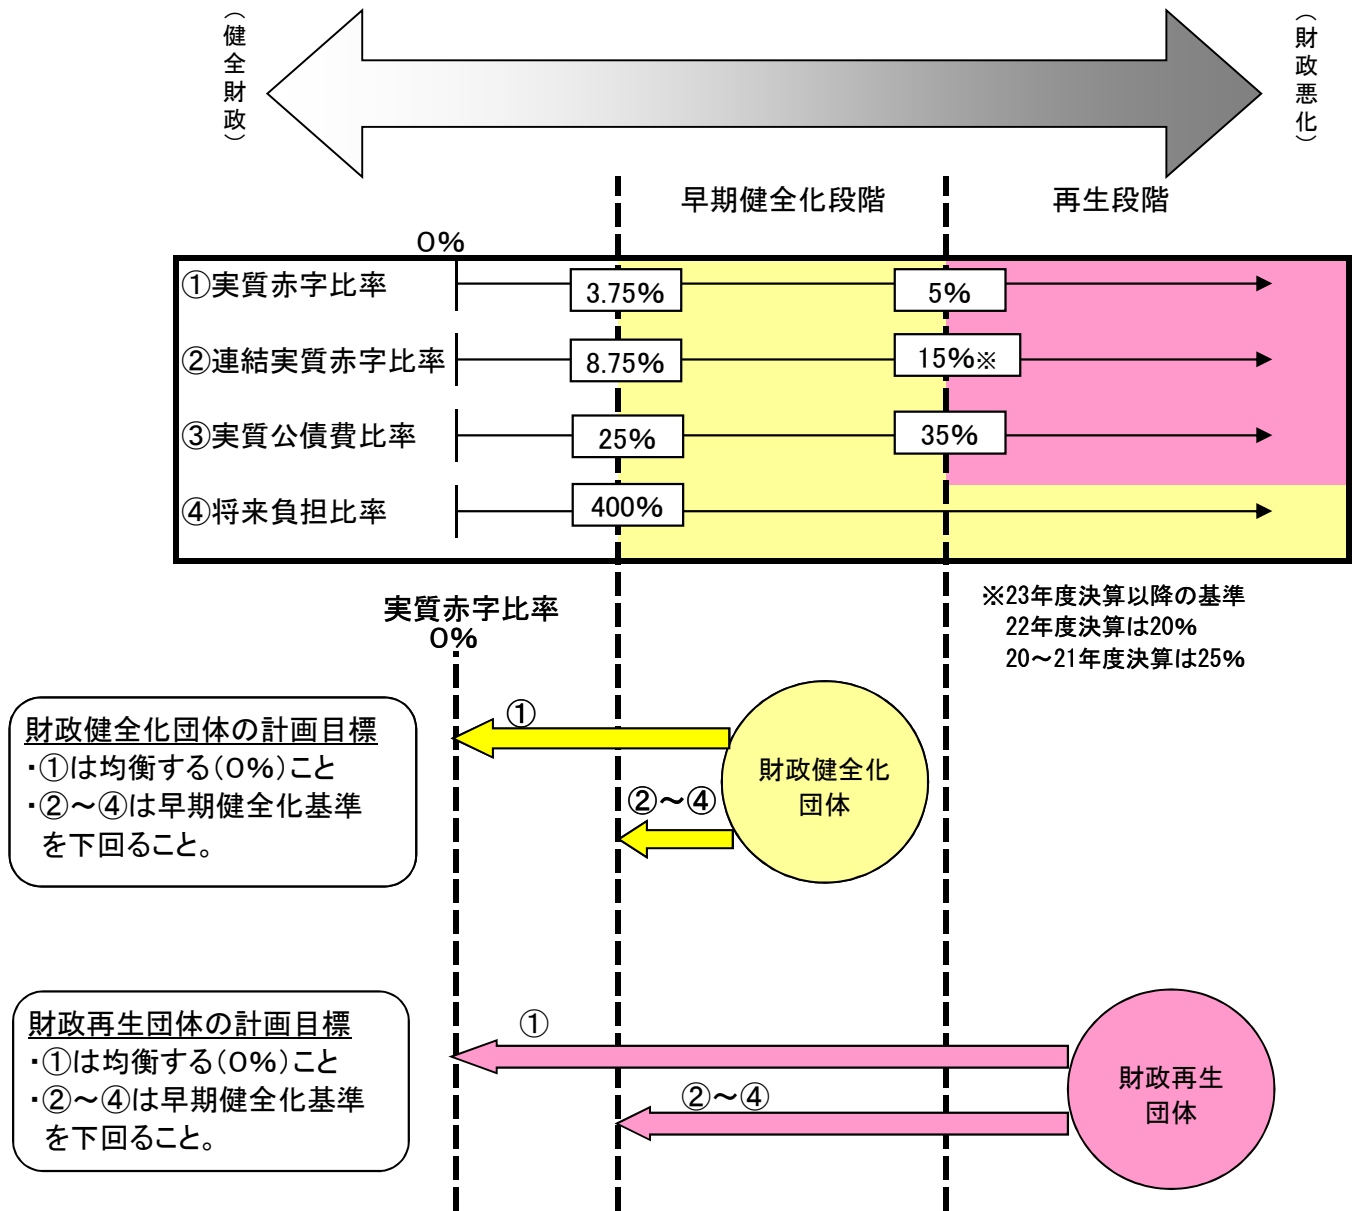 （健全財政）
（財政悪化）
早期健全化段階
再生段階
0%
①実質赤字比率
3.75%
5%
②連結実質赤字比率
8.75%
15%※
③実質公債費比率
25%
35%
④将来負担比率
400%
実質赤字比率
0%
※23年度決算以降の基準
22年度決算は20%
20～21年度決算は25%
財政健全化団体の計画目標
・①は均衡する(0%)こと
・②～④は早期健全化基準
を下回ること。
①
②～④
財政健全化
団体
財政再生団体の計画目標
・①は均衡する(0%)こと
・②～④は早期健全化基準
を下回ること。
①
②～④
財政再生
団体